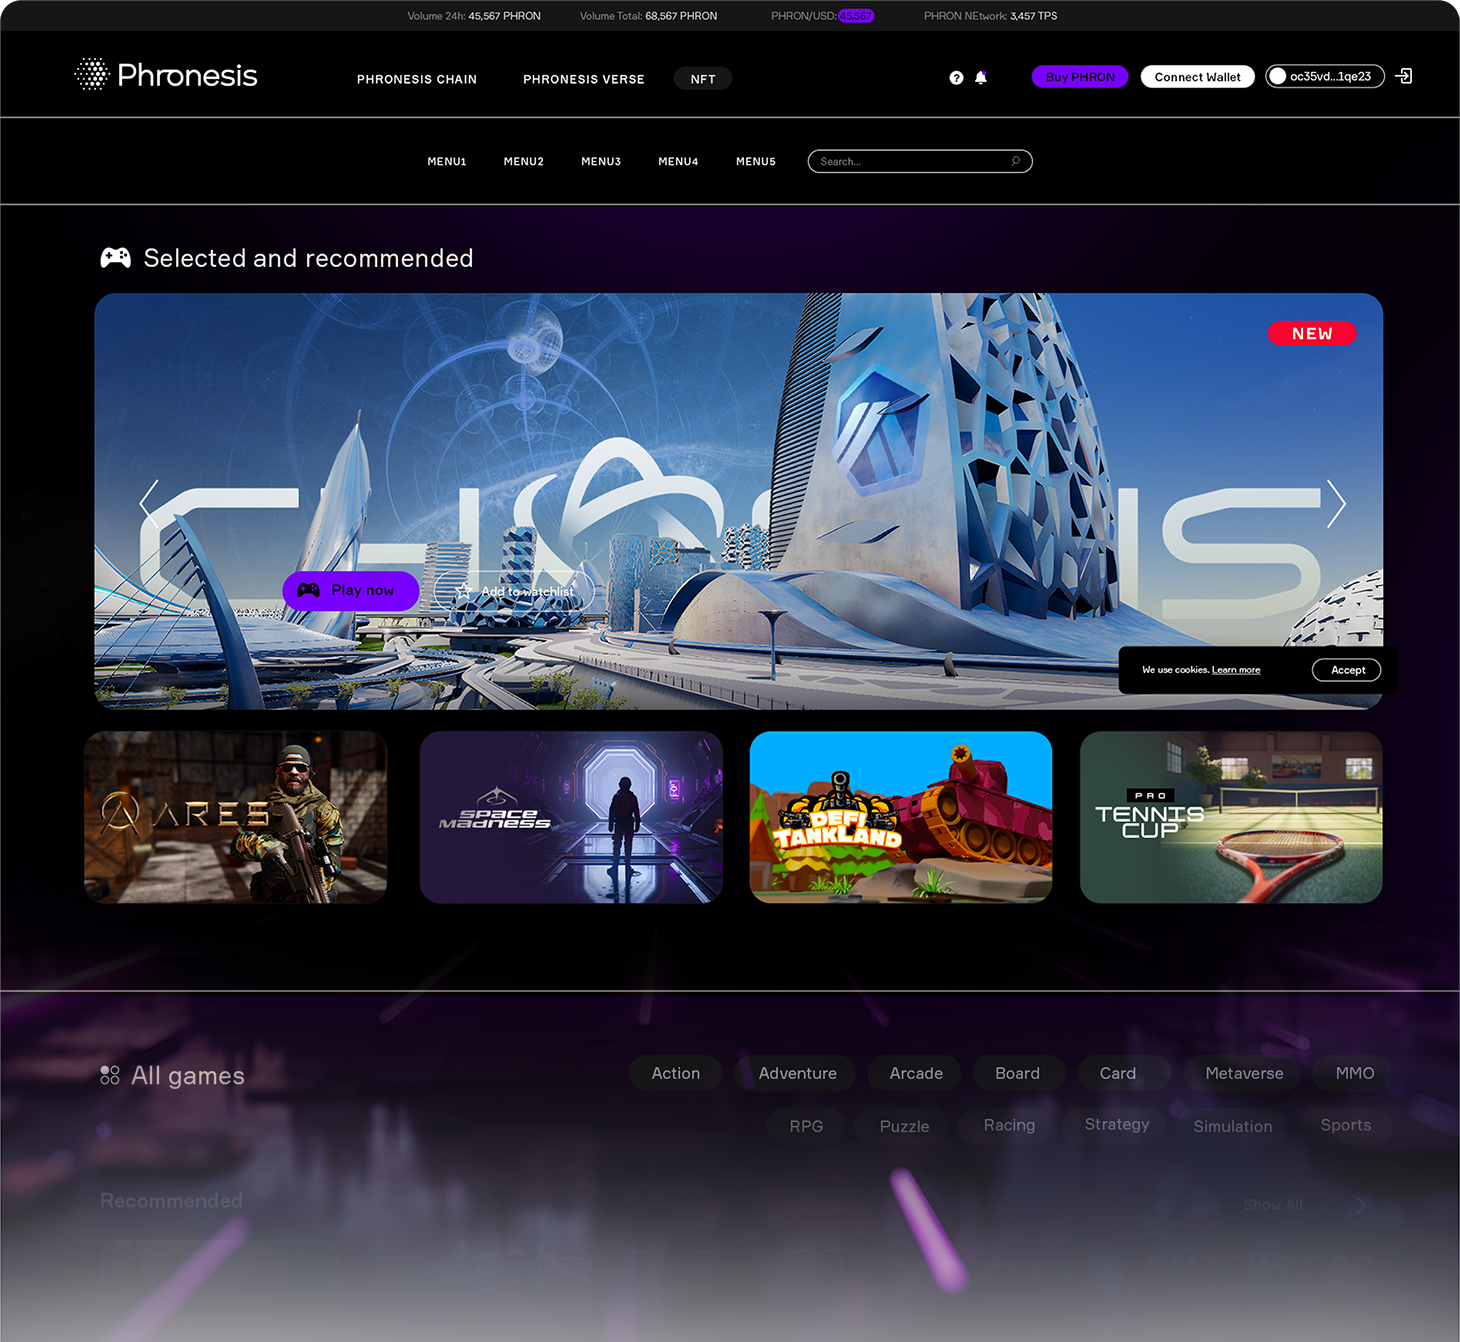 Volume 24h: 45,567 PHRON
Volume Total: 68,567 PHRON
PHRON/USD: 45,567
PHRON NEtwork: 3,457 TPS
Phronesis
PHRONESIS CHAIN
PHRONESIS VERSE
NFT
?
Buy PHRON
Connect Wallet
oc35vd...1qe23
MENU1
MENU2
MENU3
MENU4
MENU5
Search...
Selected and recommended
NEW
Play now
Add to watchlist
We use cookies. Learn more
Accept
ARES
SPACE
MADNESS
DEFI
TANKLAND
PRO
TENNIS
CUP
All games
Action
Adventure
Arcade
Board
Card
Metaverse
MMO
RPG
Puzzle
Racing
Strategy
Simulation
Sports
Recommended
Show All